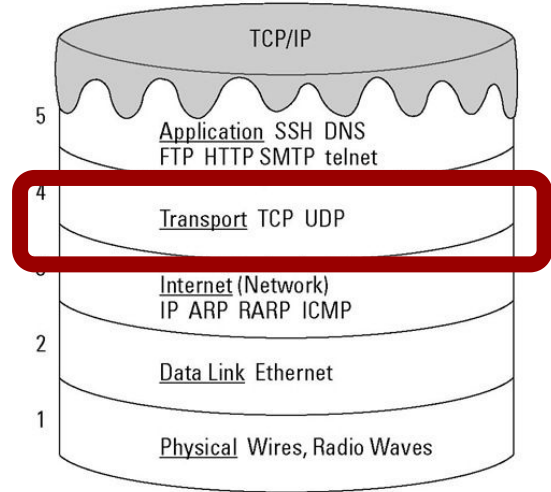 TCP/IP
5
Application SSH DNS
FTP HTTP SMTP telnet
4
Transport TCP UDP
Internet (Network)
IP ARP RARP ICMP
2
Data Link Ethernet
1
Physical Wires, Radio Waves